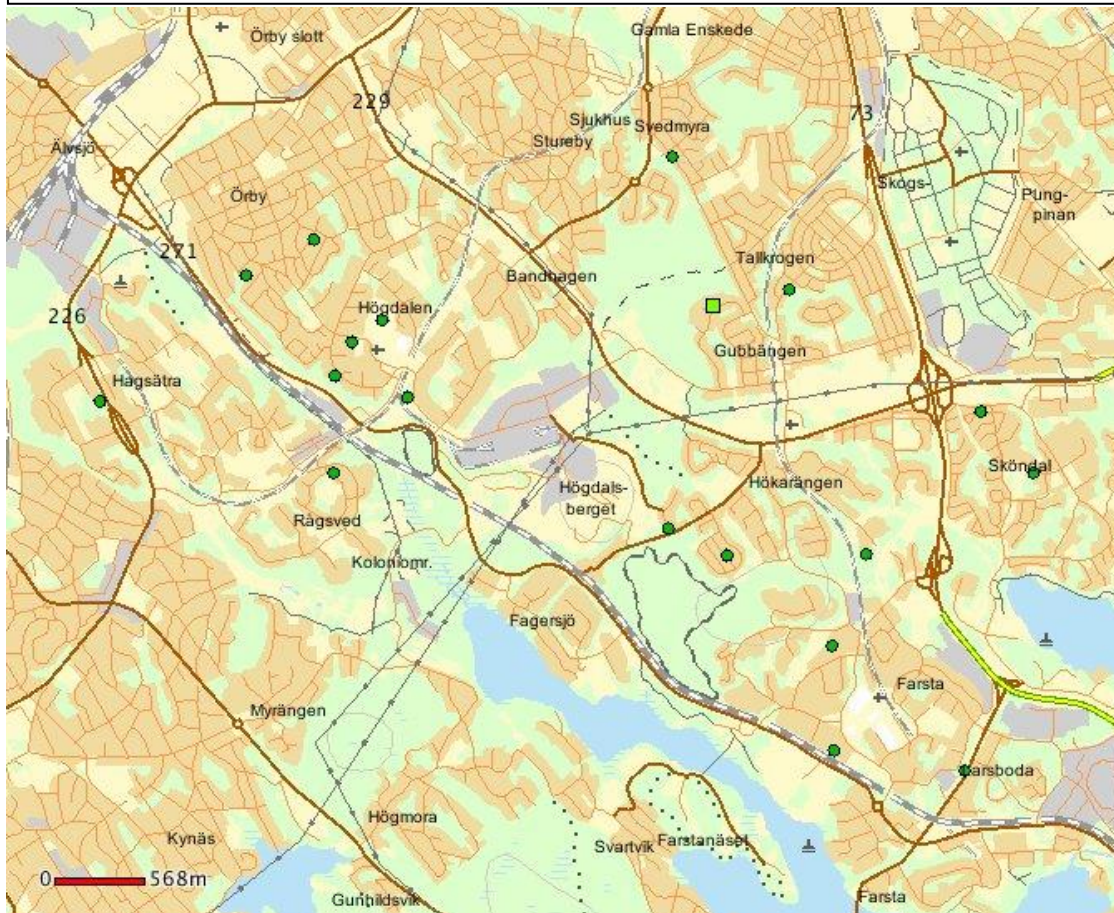 Örby slott
Gamla Enskede
229
73
Sjukhus
Svedmyra
Stureby
Älvsjö
Skogs-
Örby
Pung-
pinan
271
Tallkrogen
Bandhagen
226
Högdalen
Gubbängen
Hagsätra
Sköndal
Högdals-
berget
Hökarängen
Rågsved
Koloniomr.
Fagersjö
Farsta
Myrängen
Larsboda
Högmora
Kynäs
Svartvik
Farstanäset
0 568m
Gunhildsvik
Farsta